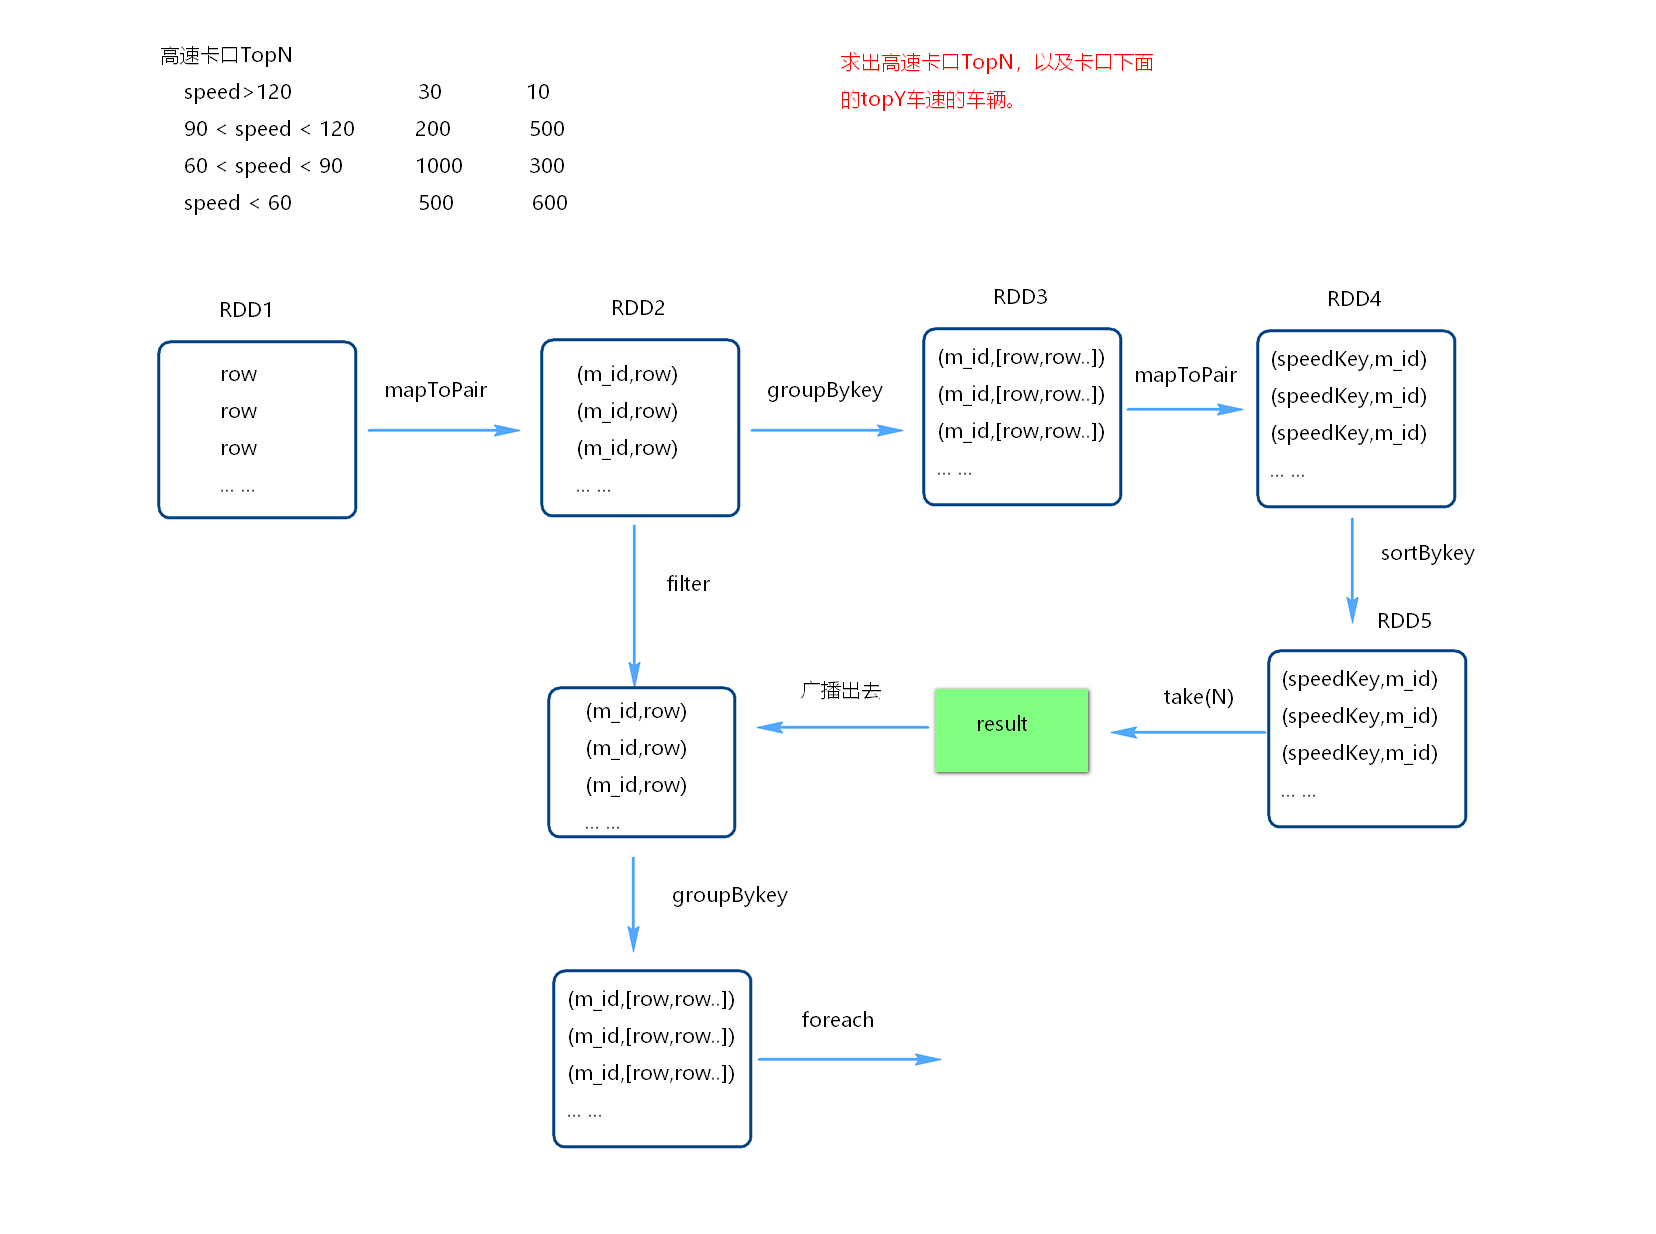 高速卡口TopN
speed>120 30 10
90 < speed < 120 200 500
60 < speed < 90 1000 300
speed < 60 500 600
求出高速卡口TopN，以及卡口下面
的topY车速的车辆。
RDD1
row
row
row
... ...
mapToPair
RDD2
(m_id,row)
(m_id,row)
(m_id,row)
... ...
groupBykey
RDD3
(m_id,[row,row..])
(m_id,[row,row..])
(m_id,[row,row..])
... ...
mapToPair
RDD4
(speedKey,m_id)
(speedKey,m_id)
(speedKey,m_id)
... ...
sortBykey
RDD5
(speedKey,m_id)
(speedKey,m_id)
(speedKey,m_id)
... ...
take(N)
result
广播出去
filter
(m_id,row)
(m_id,row)
(m_id,row)
... ...
groupBykey
(m_id,[row,row..])
(m_id,[row,row..])
(m_id,[row,row..])
... ...
foreach